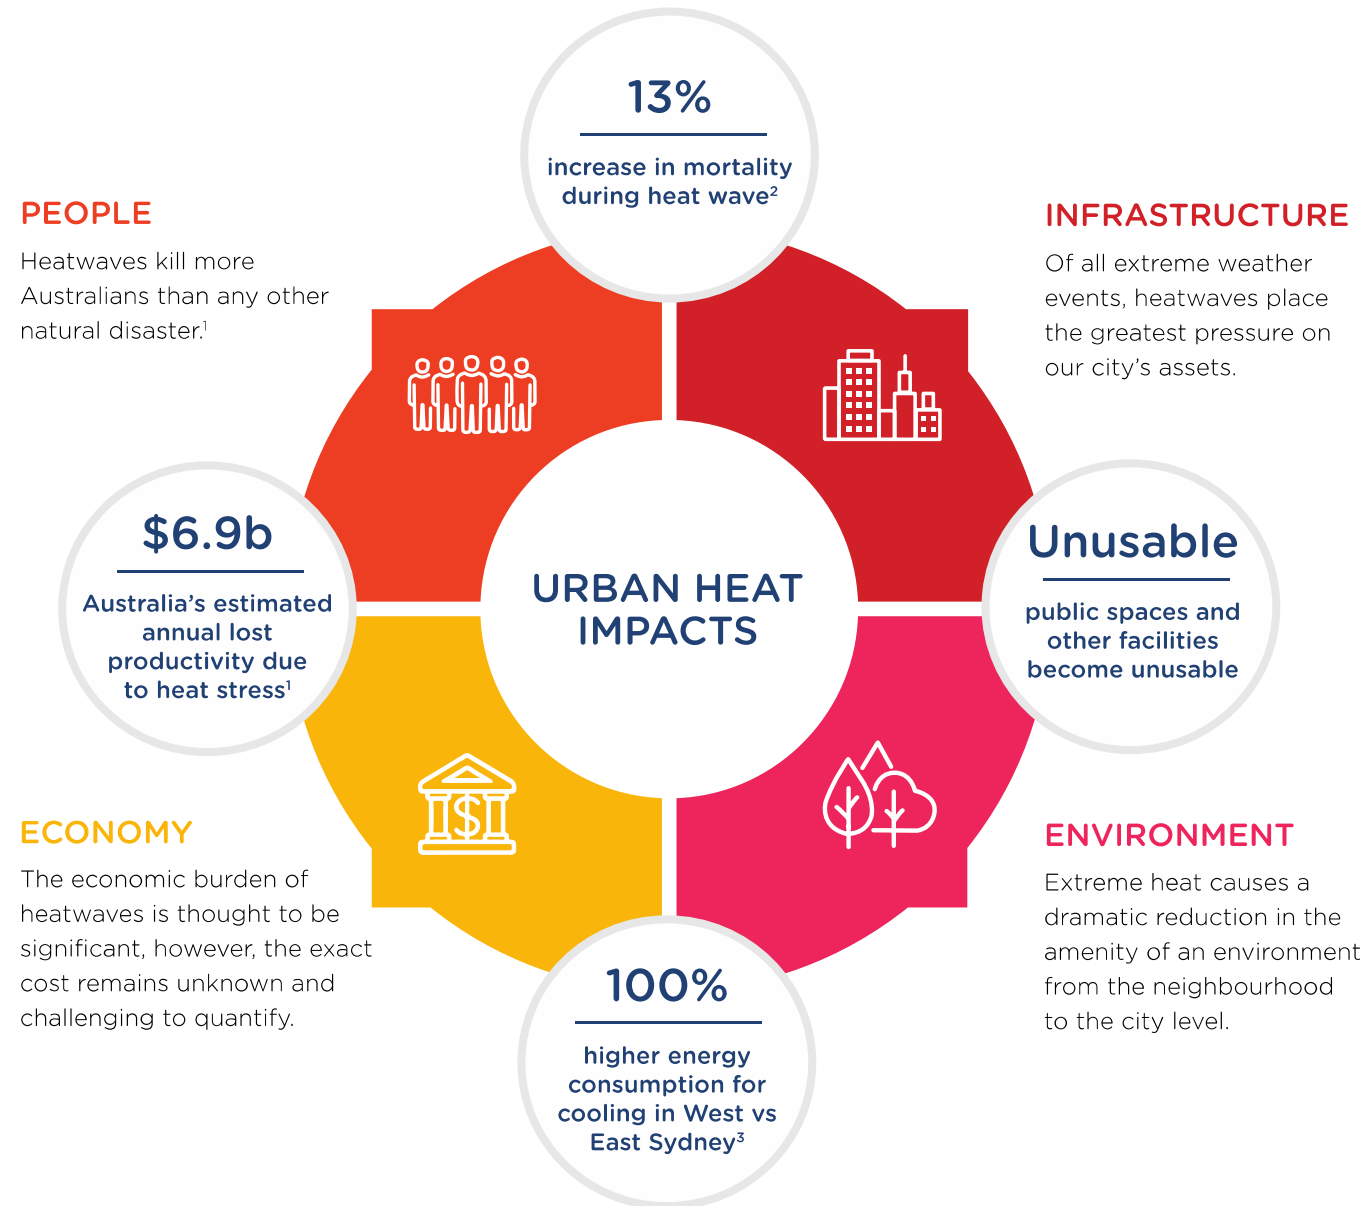 13%
increase in mortality
during heat wave²
PEOPLE
Heatwaves kill more
Australians than any other
natural disaster.¹
INFRASTRUCTURE
Of all extreme weather
events, heatwaves place
the greatest pressure on
our city’s assets.
$6.9b
Australia’s estimated
annual lost
productivity due
to heat stress¹
URBAN HEAT
IMPACTS
Unusable
public spaces and
other facilities
become unusable
$
ECONOMY
The economic burden of
heatwaves is thought to be
significant, however, the exact
cost remains unknown and
challenging to quantify.
ENVIRONMENT
Extreme heat causes a
dramatic reduction in the
amenity of an environment
from the neighbourhood
to the city level.
100%
higher energy
consumption for
cooling in West vs
East Sydney³